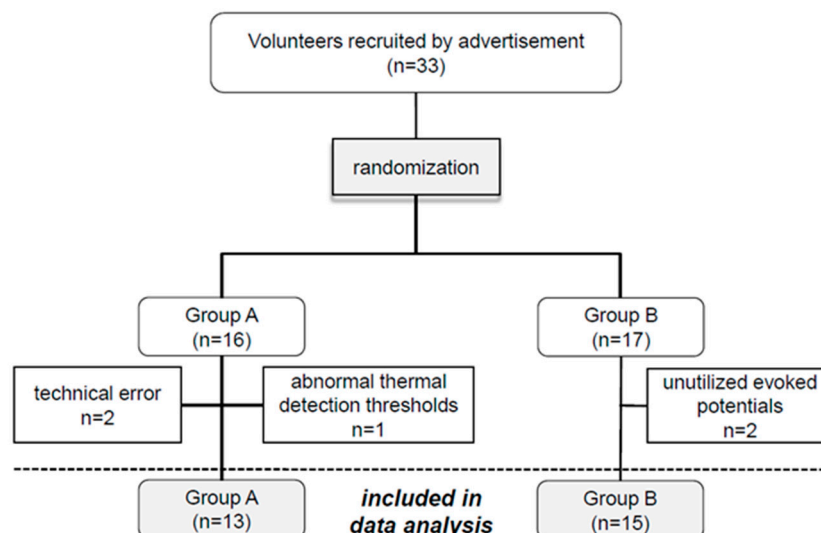 Volunteers recruited by advertisement
(n=33)
randomization
Group A
(n=16)
Group B
(n=17)
technical error
n=2
abnormal thermal
detection thresholds
n=1
unutilized evoked
potentials
n=2
Group A
(n=13)
included in
data analysis
Group B
(n=15)